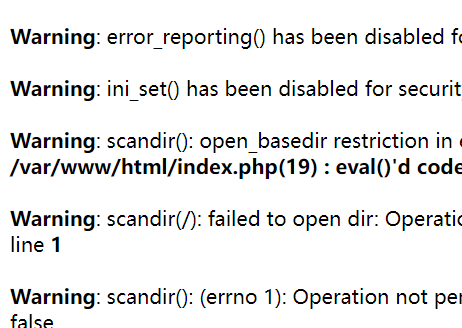 Warning: error_reporting() has been disabled fo
Warning: ini_set() has been disabled for securit
Warning: scandir(): open_basedir restriction in
/var/www/html/index.php(19) : eval()'d code
Warning: scandir(/): failed to open dir: Operatio
line 1
Warning: scandir(): (errno 1): Operation not per
false